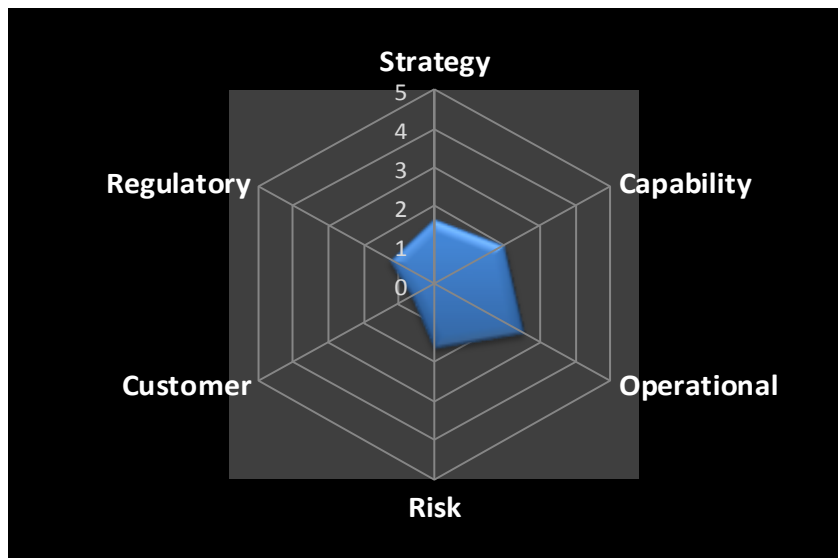 Strategy
5
4
3
2
1
0
Regulatory
Capability
Customer
Operational
Risk